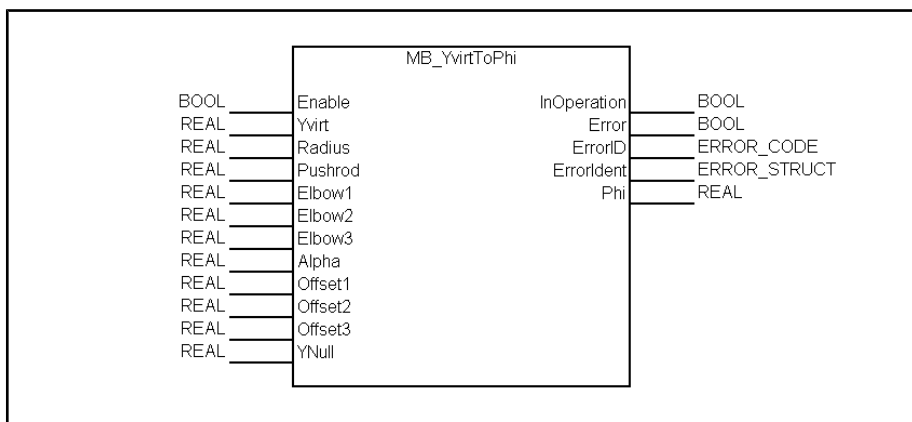 MB_YvirtToPhi
BOOL Enable InOperation BOOL
REAL Yvirt Error BOOL
REAL Radius ErrorID ERROR_CODE
REAL Pushrod ErrorIdent ERROR_STRUCT
REAL Elbow1 Phi REAL
REAL Elbow2
REAL Elbow3
REAL Alpha
REAL Offset1
REAL Offset2
REAL Offset3
REAL YNull